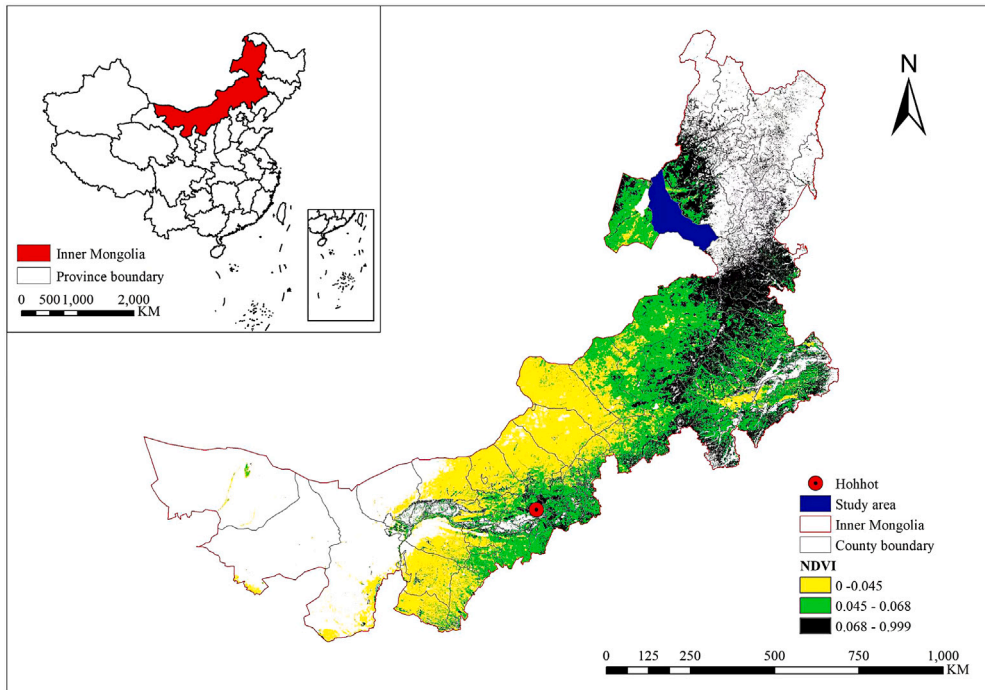 Inner Mongolia
Province boundary
0 500 1,000 2,000
KM
N
Hohhot
Study area
Inner Mongolia
County boundary
NDVI
0 -0.045
0.045 - 0.068
0.068 - 0.999
0 125 250 500 750 1,000
KM